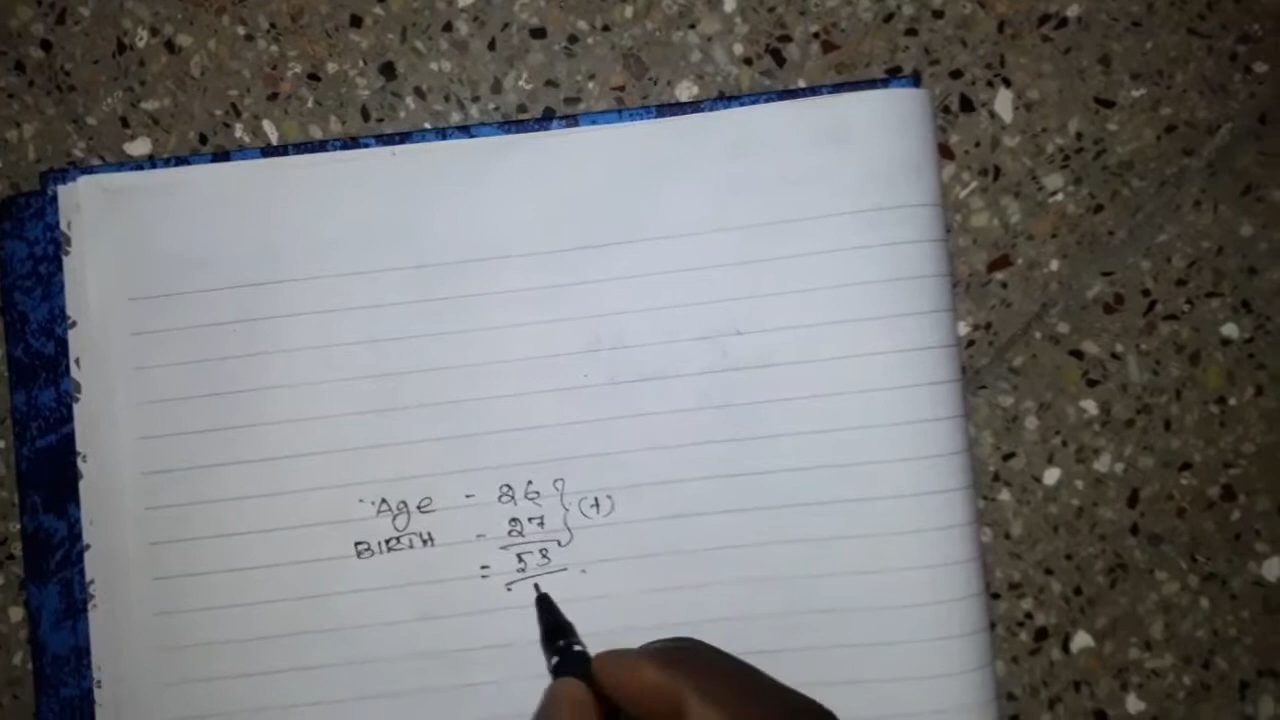 Age - 26 } (+)
BIRTH - 27
= 53